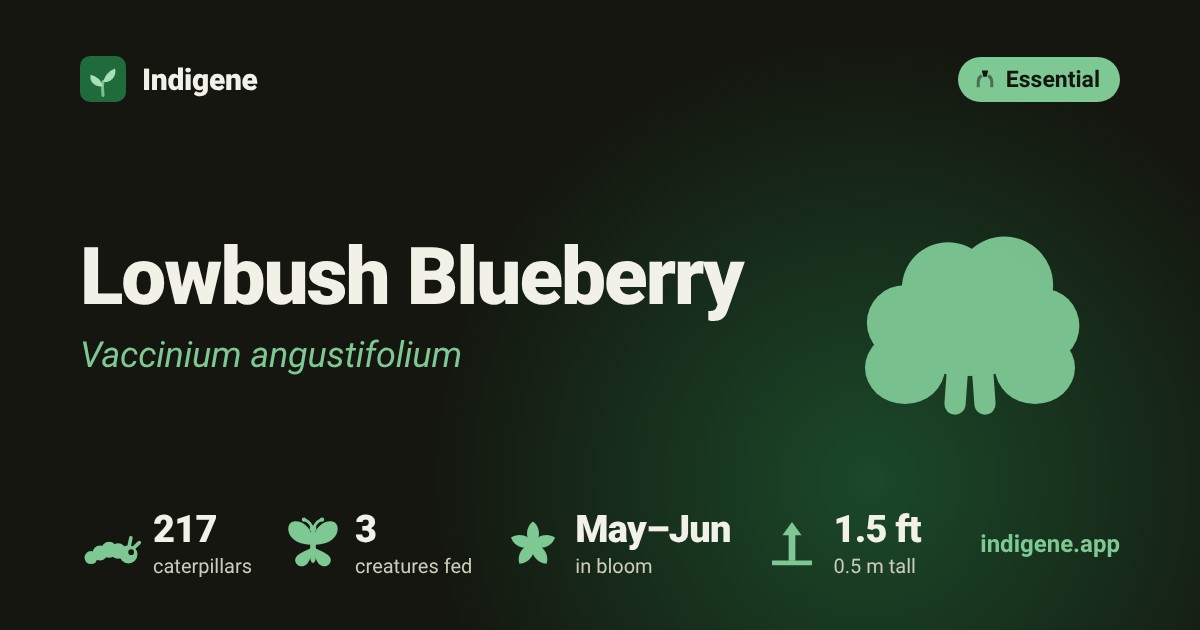 Indigene
Essential
Lowbush Blueberry
Vaccinium angustifolium
217
caterpillars
3
creatures fed
May–Jun
in bloom
1.5 ft
0.5 m tall
indigene.app